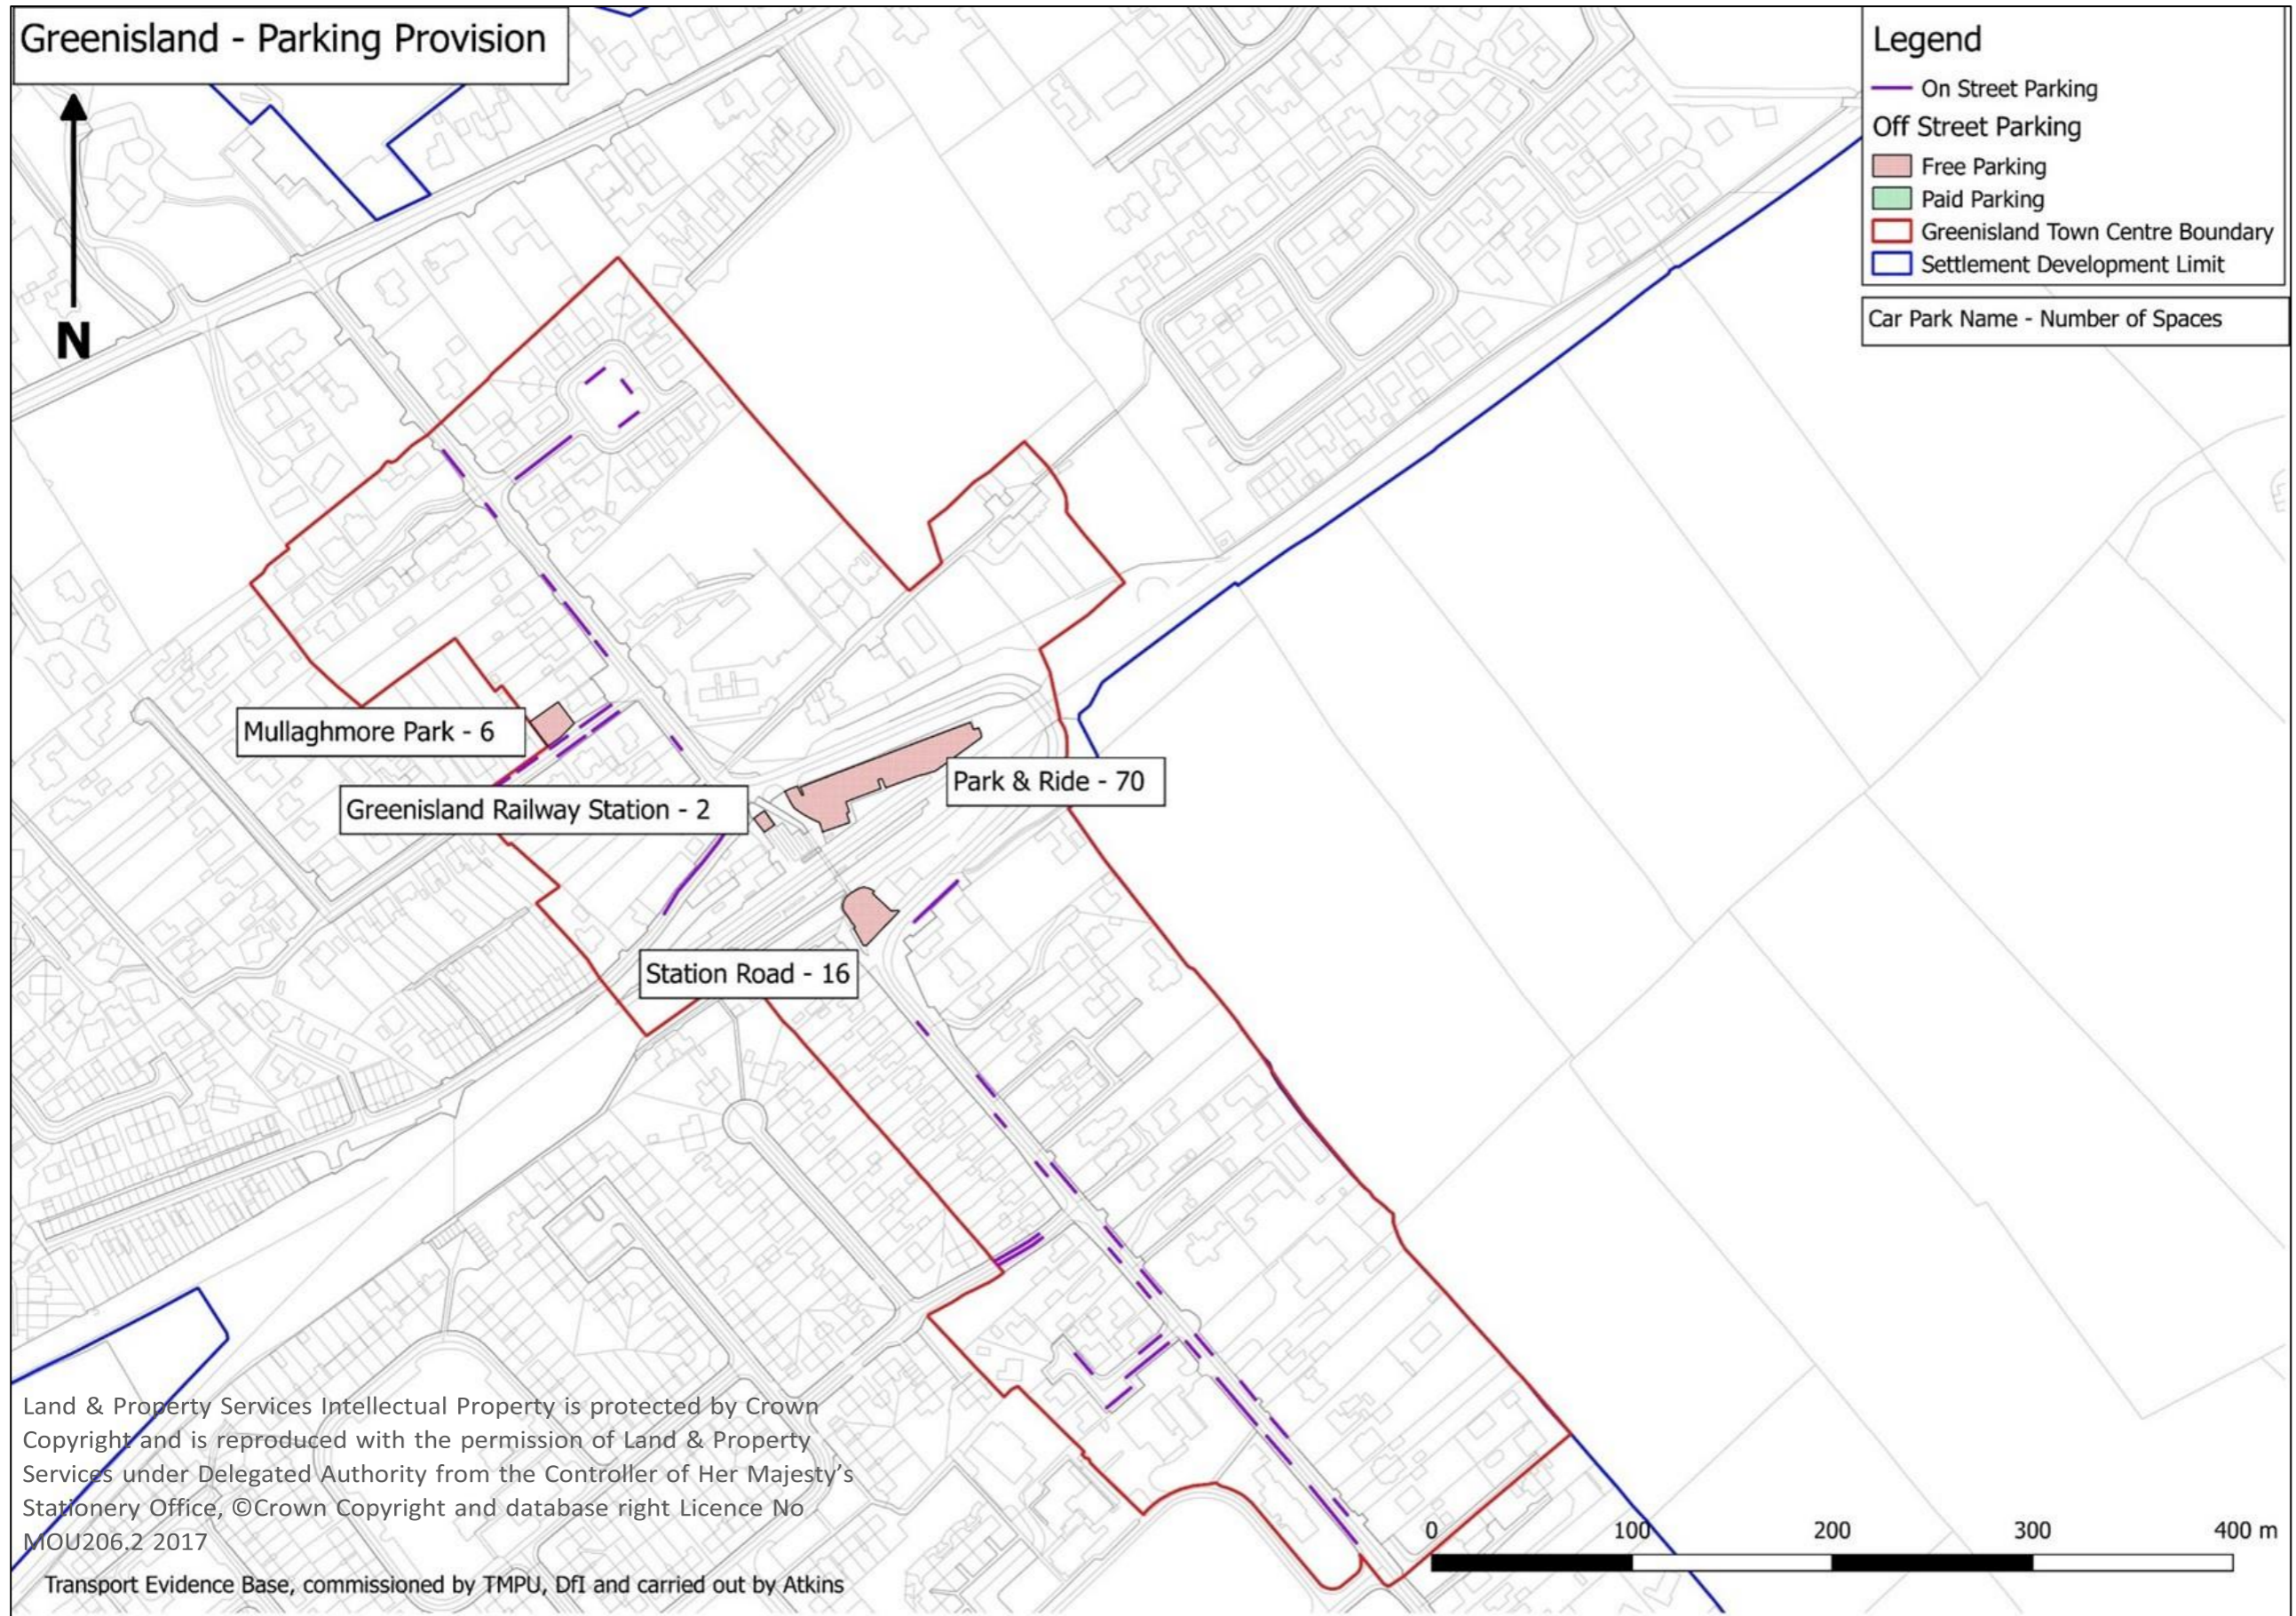 Greenisland - Parking Provision
N
Legend
On Street Parking
Off Street Parking
Free Parking
Paid Parking
Greenisland Town Centre Boundary
Settlement Development Limit
Car Park Name - Number of Spaces
Mullaghmore Park - 6
Greenisland Railway Station - 2
Park & Ride - 70
Station Road - 16
Land & Property Services Intellectual Property is protected by Crown
Copyright and is reproduced with the permission of Land & Property
Services under Delegated Authority from the Controller of Her Majesty’s
Stationery Office, ©Crown Copyright and database right Licence No
MOU206.2 2017
Transport Evidence Base, commissioned by TMPU, DfI and carried out by Atkins
0 100 200 300 400 m